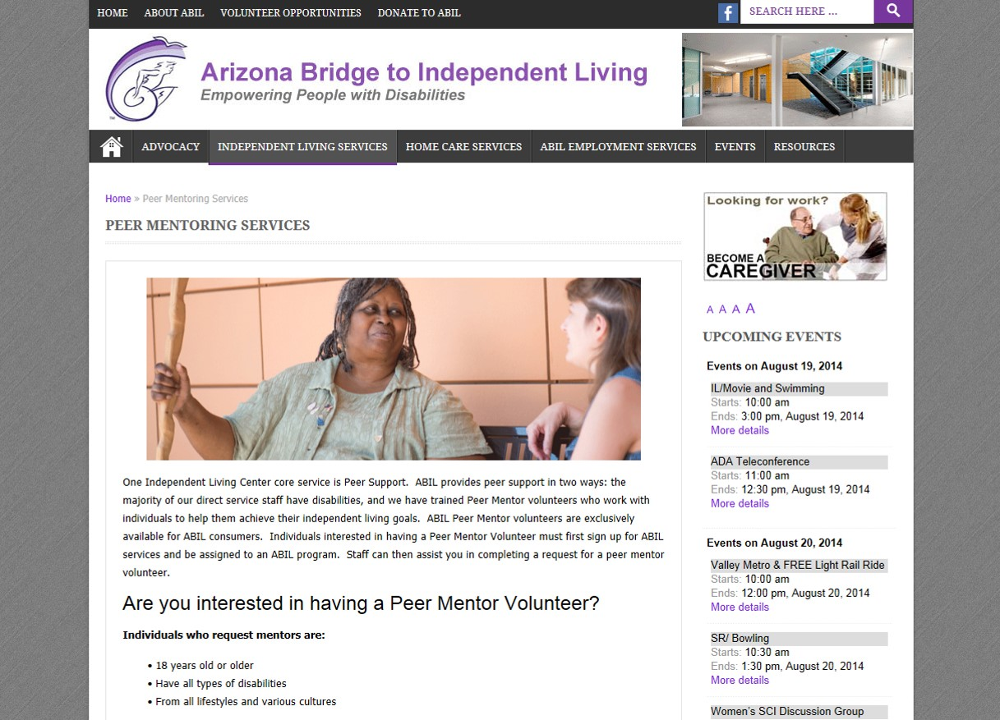 HOME ABOUT ABIL VOLUNTEER OPPORTUNITIES DONATE TO ABIL
f SEARCH HERE ...
Arizona Bridge to Independent Living
Empowering People with Disabilities
TM
ADVOCACY INDEPENDENT LIVING SERVICES HOME CARE SERVICES ABIL EMPLOYMENT SERVICES EVENTS RESOURCES
Home » Peer Mentoring Services
PEER MENTORING SERVICES
One Independent Living Center core service is Peer Support.  ABIL provides peer support in two ways: the
majority of our direct service staff have disabilities, and we have trained Peer Mentor volunteers who work with
individuals to help them achieve their independent living goals.  ABIL Peer Mentor volunteers are exclusively
available for ABIL consumers.  Individuals interested in having a Peer Mentor Volunteer must first sign up for ABIL
services and be assigned to an ABIL program.  Staff can then assist you in completing a request for a peer mentor
volunteer.
Are you interested in having a Peer Mentor Volunteer?
Individuals who request mentors are:
• 18 years old or older
• Have all types of disabilities
• From all lifestyles and various cultures
Looking for work?
BECOME A
CAREGIVER
A A A A
UPCOMING EVENTS
Events on August 19, 2014
IL/Movie and Swimming
Starts: 10:00 am
Ends: 3:00 pm, August 19, 2014
More details
ADA Teleconference
Starts: 11:00 am
Ends: 12:30 pm, August 19, 2014
More details
Events on August 20, 2014
Valley Metro & FREE Light Rail Ride
Starts: 10:00 am
Ends: 12:00 pm, August 20, 2014
More details
SR/ Bowling
Starts: 10:30 am
Ends: 1:30 pm, August 20, 2014
More details
Women's SCI Discussion Group